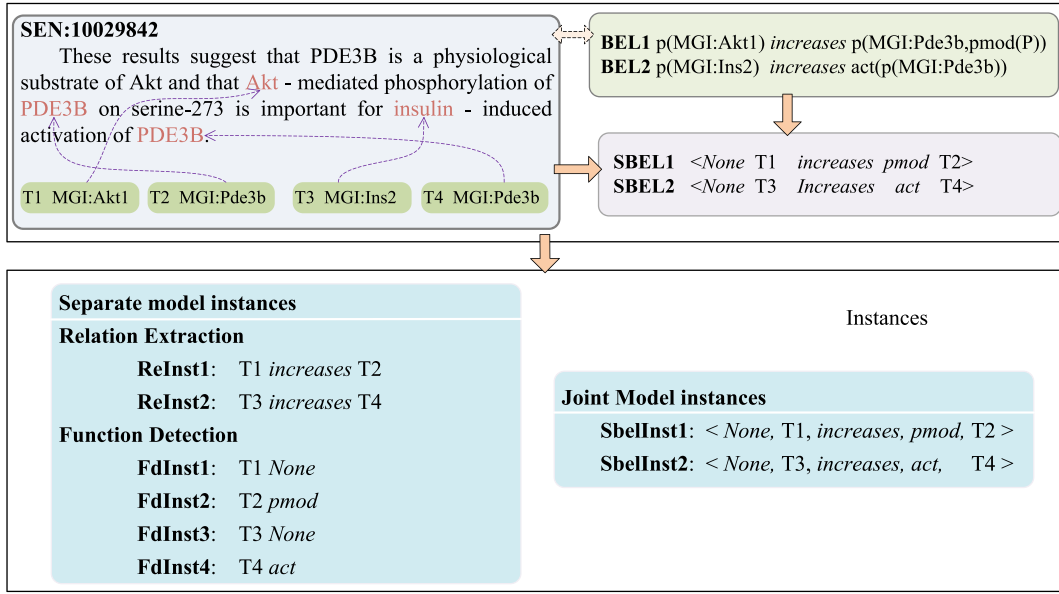 SEN:10029842
These results suggest that PDE3B is a physiological
substrate of Akt and that Akt - mediated phosphorylation of
PDE3B on serine-273 is important for insulin - induced
activation of PDE3B.
T1 MGI:Akt1
T2 MGI:Pde3b
T3 MGI:Ins2
T4 MGI:Pde3b
BEL1 p(MGI:Akt1) increases p(MGI:Pde3b,pmod(P))
BEL2 p(MGI:Ins2) increases act(p(MGI:Pde3b))
SBEL1 <None T1 increases pmod T2>
SBEL2 <None T3 Increases act T4>
Separate model instances
Relation Extraction
ReInst1: T1 increases T2
ReInst2: T3 increases T4
Function Detection
FdInst1: T1 None
FdInst2: T2 pmod
FdInst3: T3 None
FdInst4: T4 act
Instances
Joint Model instances
SbelInst1: < None, T1, increases, pmod, T2 >
SbelInst2: < None, T3, increases, act, T4 >